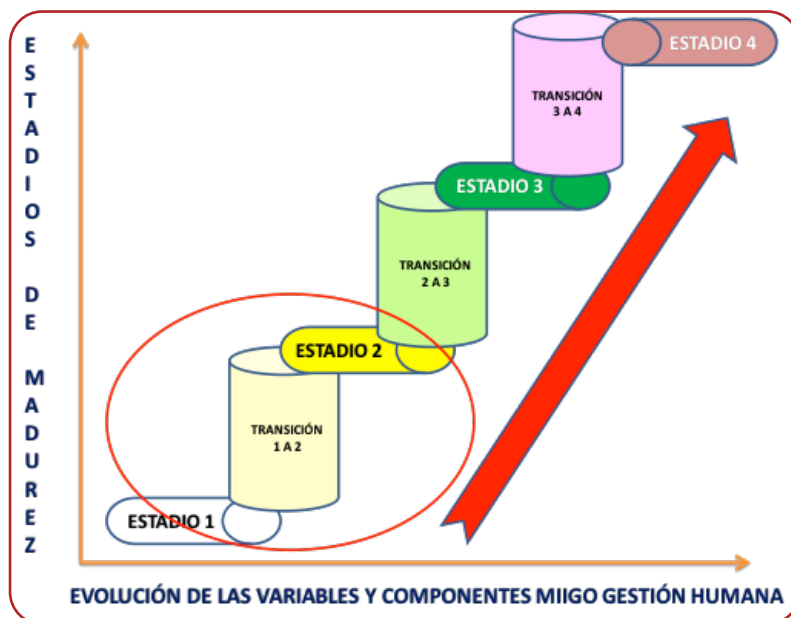 ESTADIOS DE MADUREZ
ESTADIO 4
TRANSICIÓN
3 A 4
ESTADIO 3
TRANSICIÓN
2 A 3
ESTADIO 2
TRANSICIÓN
1 A 2
ESTADIO 1
EVOLUCIÓN DE LAS VARIABLES Y COMPONENTES MIIGO GESTIÓN HUMANA